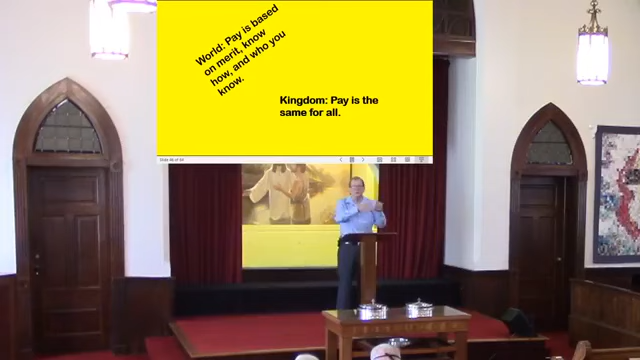 World: Pay is based
on merit, know
how, and who you
know.
Kingdom: Pay is the
same for all.